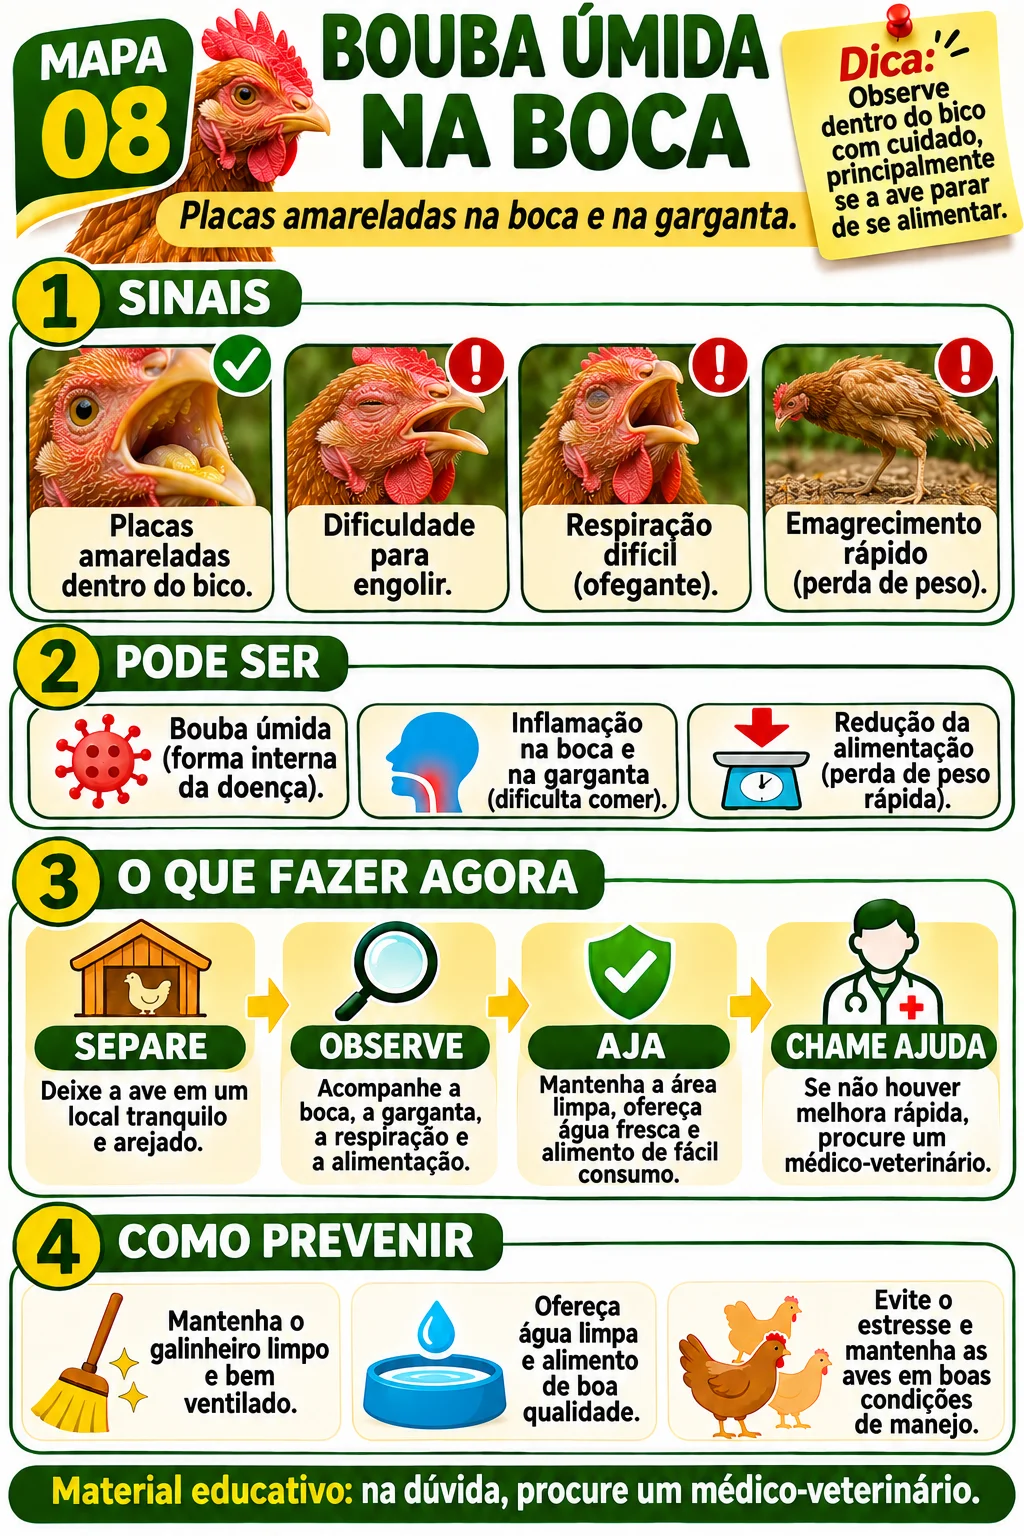 MAPA
08
BOUBA ÚMIDA
NA BOCA
Placas amareladas na boca e na garganta.
Dica:
Observe
dentro do bico
com cuidado,
principalmente
se a ave parar
de se alimentar.
1 SINAIS
Placas
amareladas
dentro do bico.
Dificuldade
para
engolir.
Respiração
difícil
(ofegante).
Emagrecimento
rápido
(perda de peso).
2 PODE SER
Bouba úmida
(forma interna
da doença).
Inflamação
na boca e
na garganta
(dificulta comer).
Redução da
alimentação
(perda de peso
rápida).
3 O QUE FAZER AGORA
SEPARE
Deixe a ave em um
local tranquilo
e arejado.
OBSERVE
Acompanhe a
boca, a garganta,
a respiração e
a alimentação.
AJA
Mantenha a área
limpa, ofereça
água fresca e
alimento de fácil
consumo.
CHAME AJUDA
Se não houver
melhora rápida,
procure um
médico-veterinário.
4 COMO PREVENIR
Mantenha o
galinheiro limpo
e bem
ventilado.
Ofereça
água limpa
e alimento
de boa
qualidade.
Evite o
estresse e
mantenha as
aves em boas
condições
de manejo.
Material educativo: na dúvida, procure um médico-veterinário.